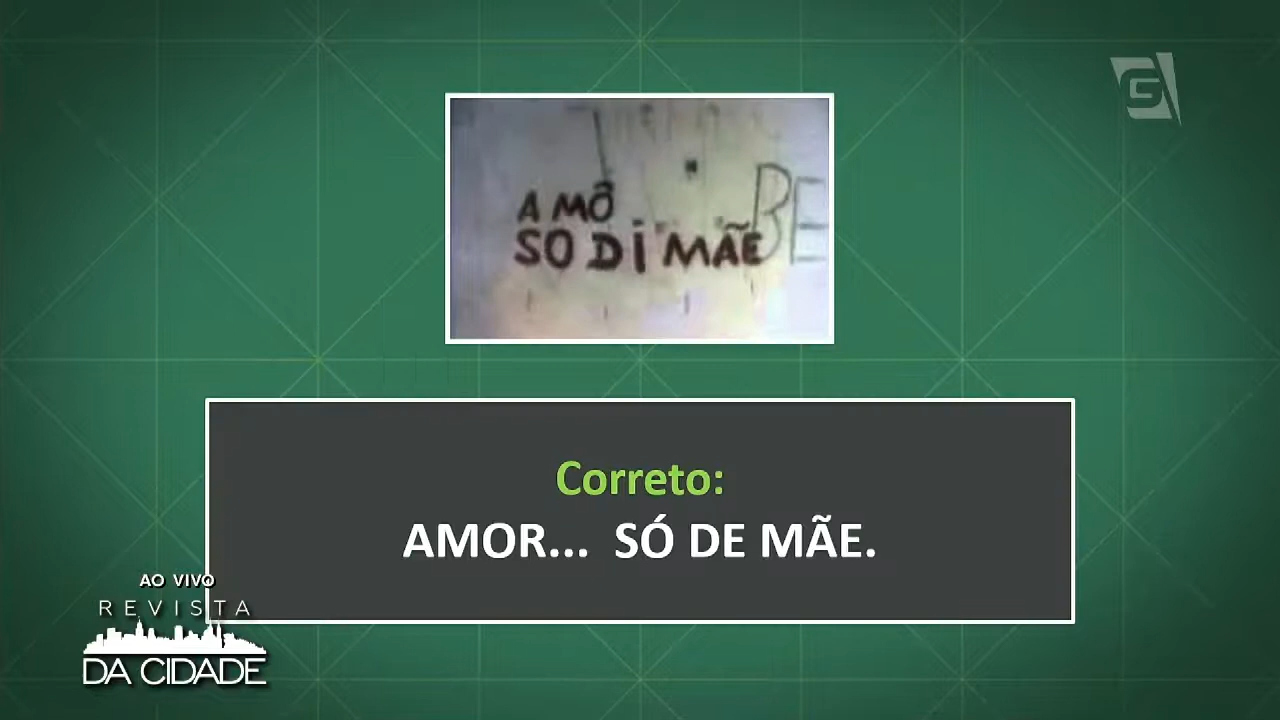 A MÔ
SO Di MÃE
BE
Correto:
AMOR... SÓ DE MÃE.
AO VIVO
REVISTA
DA CIDADE